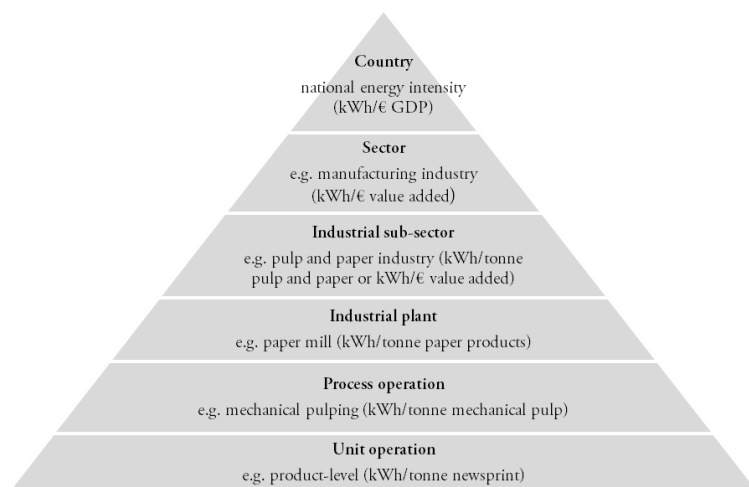 Country
national energy intensity
(kWh/€ GDP)
Sector
e.g. manufacturing industry
(kWh/€ value added)
Industrial sub-sector
e.g. pulp and paper industry (kWh/tonne
pulp and paper or kWh/€ value added)
Industrial plant
e.g. paper mill (kWh/tonne paper products)
Process operation
e.g. mechanical pulping (kWh/tonne mechanical pulp)
Unit operation
e.g. product-level (kWh/tonne newsprint)